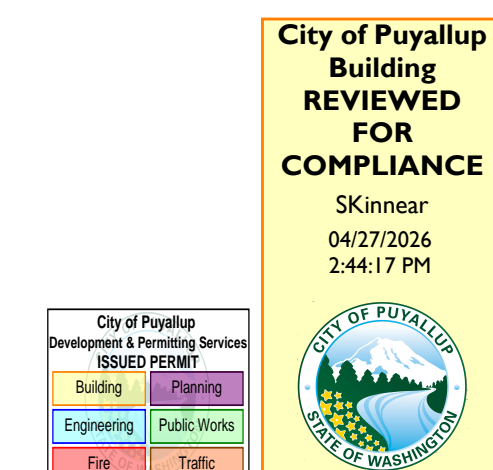 City of Puyallup
Building
REVIEWED
FOR
COMPLIANCE
SKinnear
04/27/2026
2:44:17 PM
CITY OF PUYALLUP
STATE OF WASHINGTON
City of Puyallup
Development & Permitting Services
ISSUED PERMIT
Building Planning
Engineering Public Works
Fire Traffic